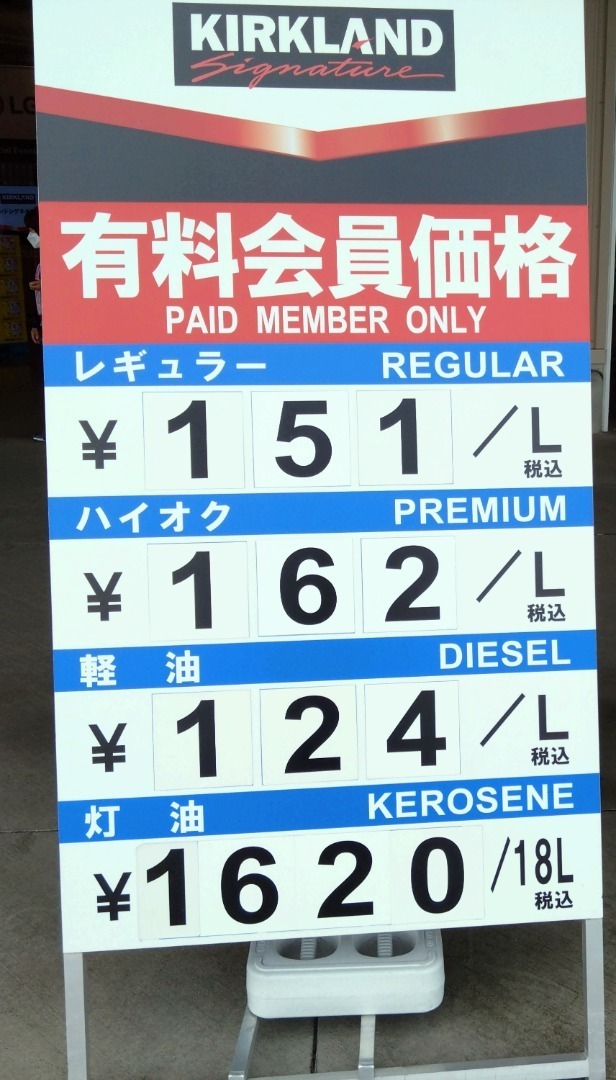 KIRKLAND
Signature
有料会員価格
PAID MEMBER ONLY
レギュラー REGULAR
¥151/L
税込
ハイオク PREMIUM
¥162/L
税込
軽 油 DIESEL
¥124/L
税込
灯 油 KEROSENE
¥1620/18L
税込
LG
KIRKLAND